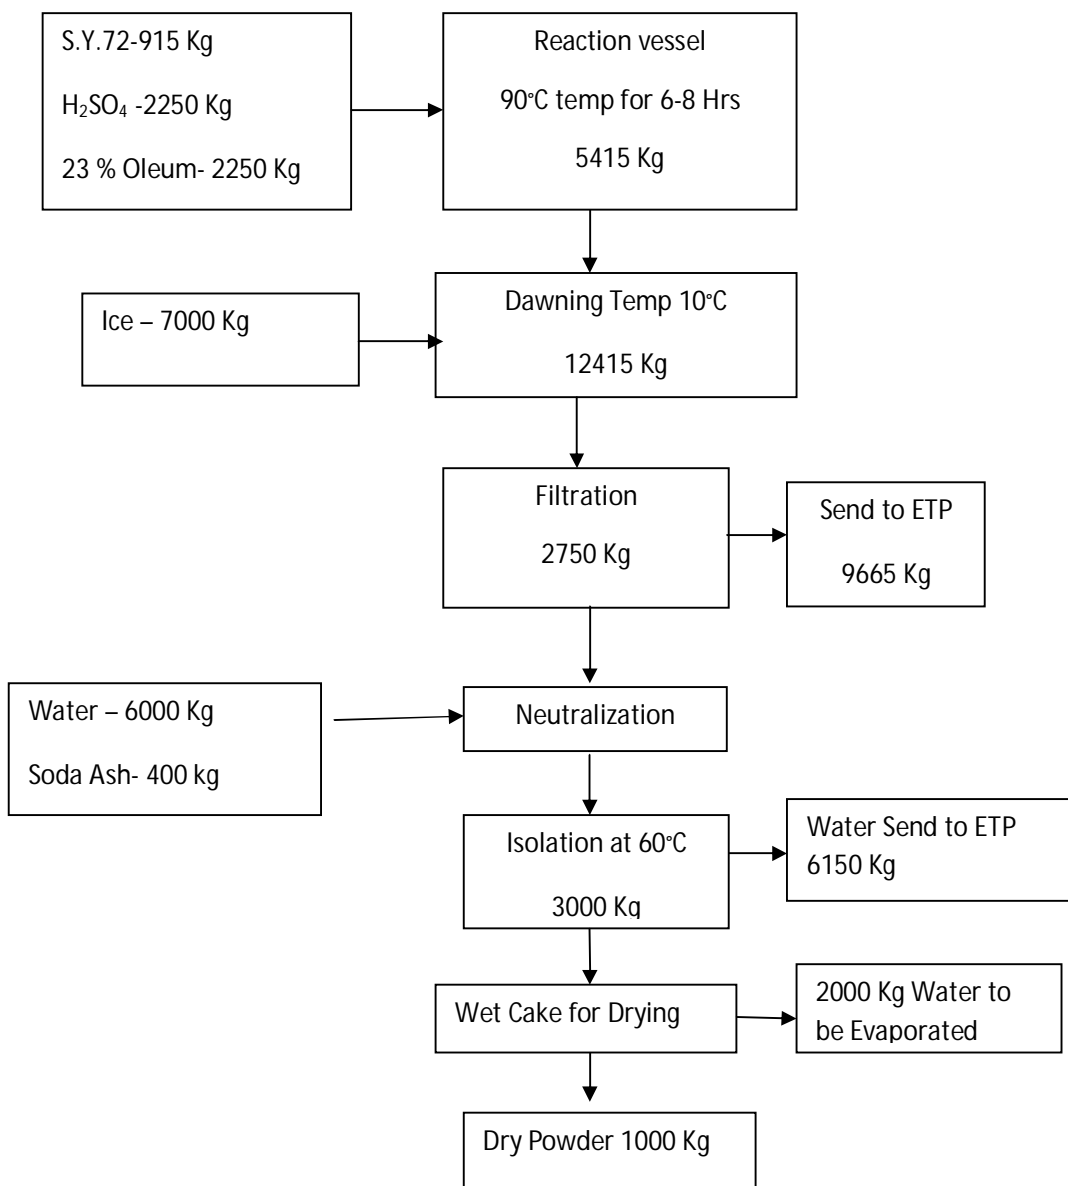 S.Y.72-915 Kg
H₂SO₄ -2250 Kg
23 % Oleum- 2250 Kg
Reaction vessel
90°C temp for 6-8 Hrs
5415 Kg
Ice – 7000 Kg
Dawning Temp 10°C
12415 Kg
Filtration
2750 Kg
Send to ETP
9665 Kg
Water – 6000 Kg
Soda Ash- 400 kg
Neutralization
Isolation at 60°C
3000 Kg
Water Send to ETP
6150 Kg
Wet Cake for Drying
2000 Kg Water to
be Evaporated
Dry Powder 1000 Kg